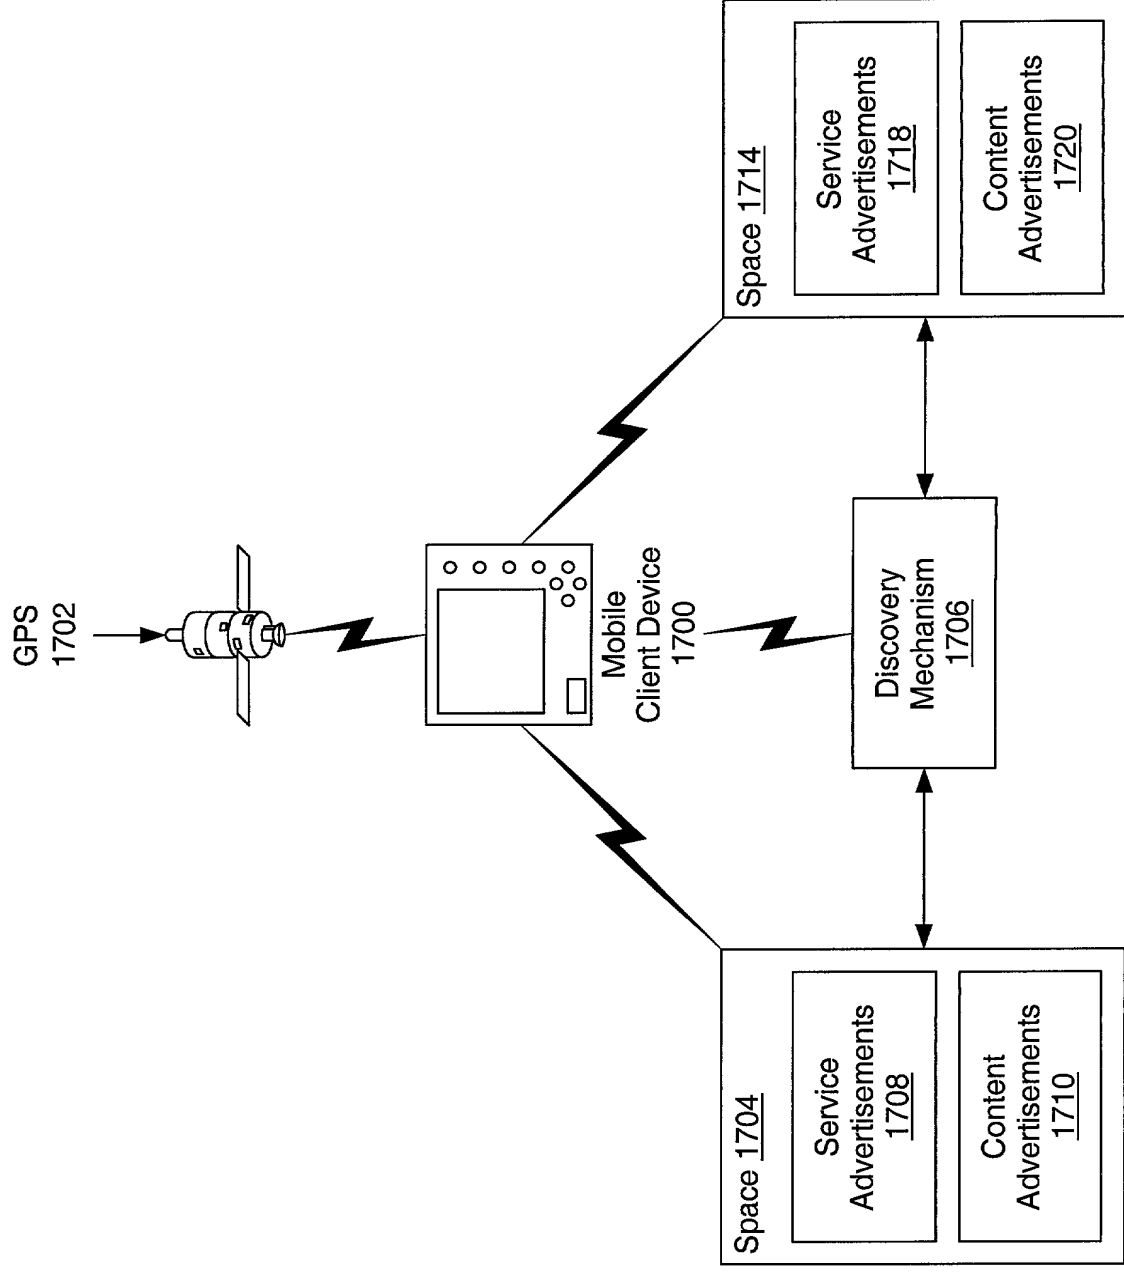 GPS
1702
Mobile
Client Device
1700
Discovery
Mechanism
1706
Space 1704
Service
Advertisements
1708
Content
Advertisements
1710
Space 1714
Service
Advertisements
1718
Content
Advertisements
1720